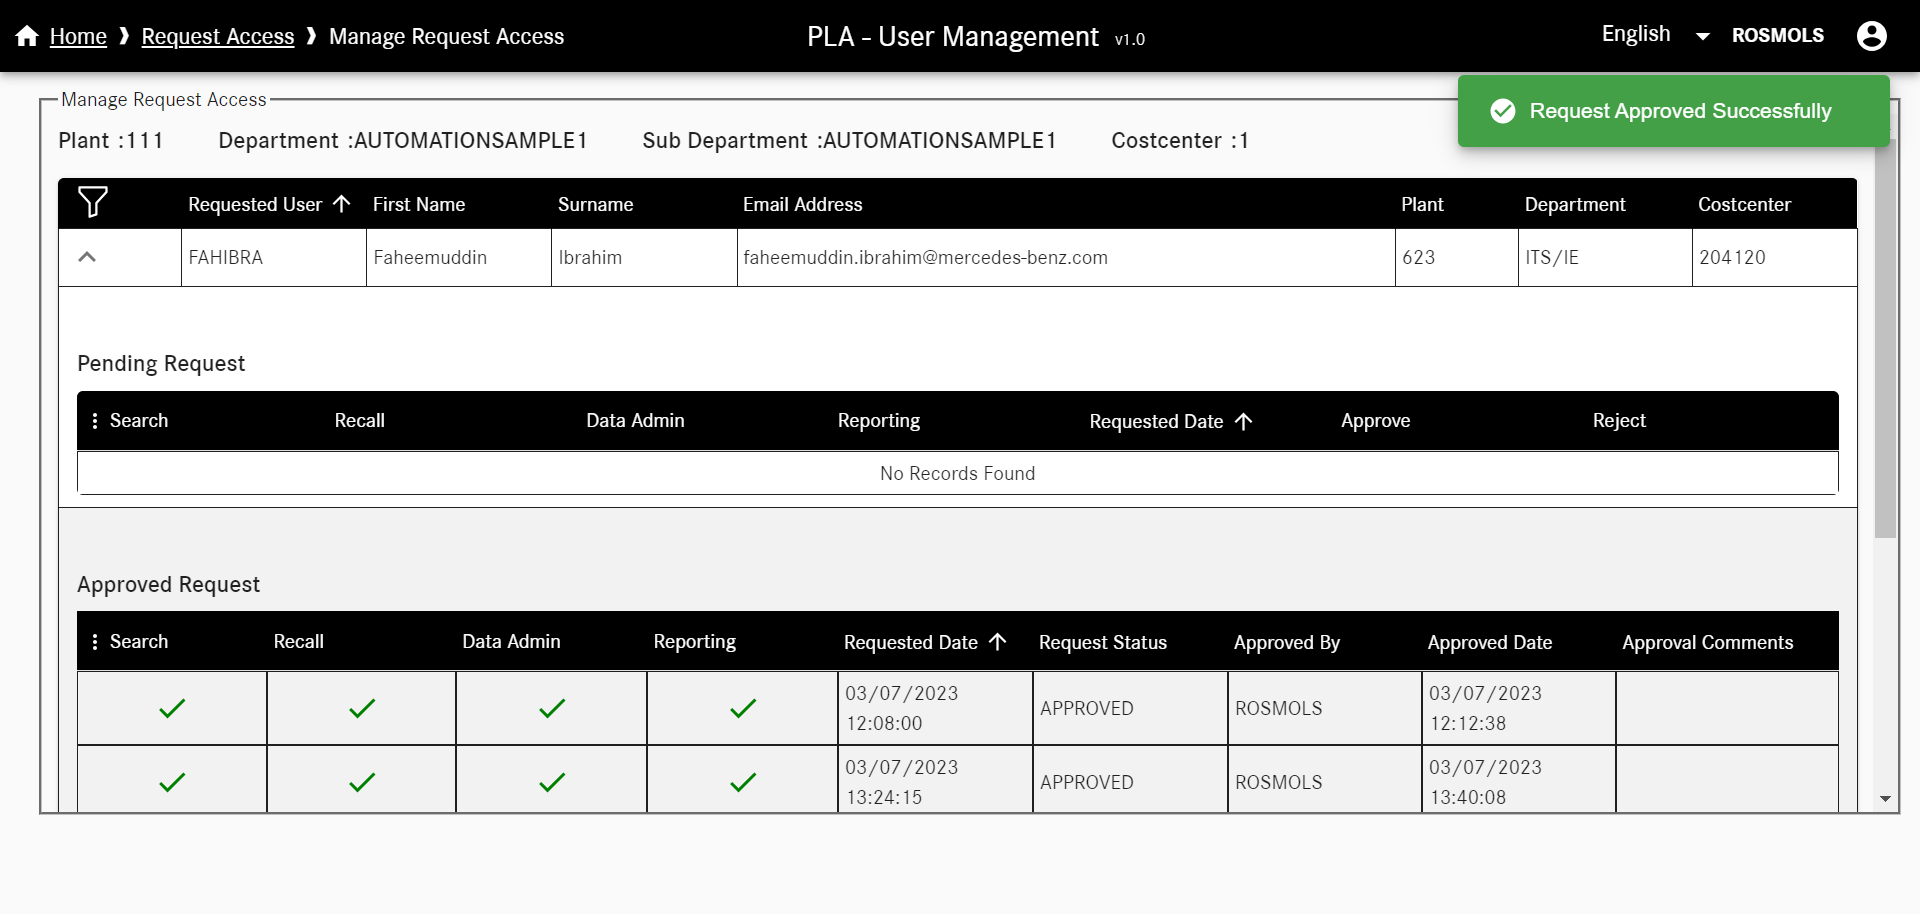 Home ❱ Request Access ❱ Manage Request Access
PLA - User Management v1.0
English ROSMOLS
Request Approved Successfully
Manage Request Access
Plant :111 Department :AUTOMATIONSAMPLE1 Sub Department :AUTOMATIONSAMPLE1 Costcenter :1
Requested User First Name Surname Email Address Plant Department Costcenter
FAHIBRA Faheemuddin Ibrahim faheemuddin.ibrahim@mercedes-benz.com 623 ITS/IE 204120
Pending Request
Search Recall Data Admin Reporting Requested Date Approve Reject
No Records Found
Approved Request
Search Recall Data Admin Reporting Requested Date Request Status Approved By Approved Date Approval Comments
03/07/2023 12:08:00 APPROVED ROSMOLS 03/07/2023 12:12:38
03/07/2023 13:24:15 APPROVED ROSMOLS 03/07/2023 13:40:08